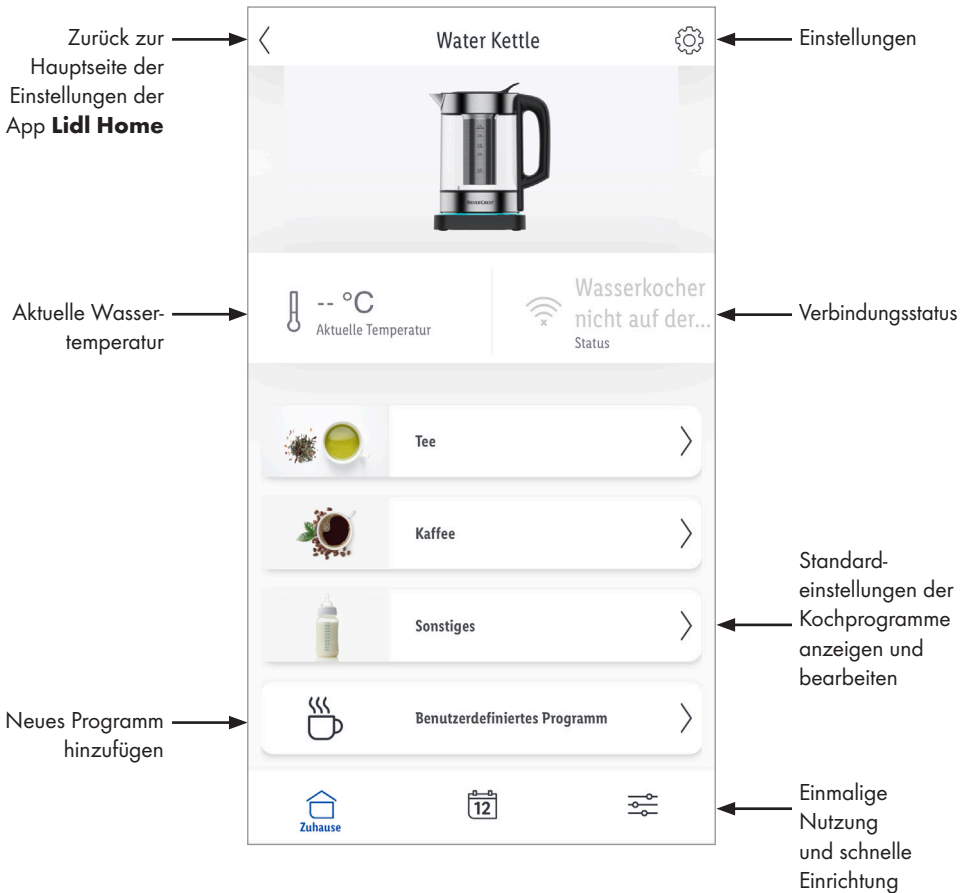 Zurück zur
Hauptseite der
Einstellungen der
App Lidl Home
Water Kettle
Einstellungen
SILVERCREST
Aktuelle Wasser-
temperatur
-- °C
Aktuelle Temperatur
Wasserkocher
nicht auf der...
Status
Verbindungsstatus
Tee
Kaffee
Sonstiges
Standard-
einstellungen der
Kochprogramme
anzeigen und
bearbeiten
Neues Programm
hinzufügen
Benutzerdefiniertes Programm
Zuhause
12
Einmalige
Nutzung
und schnelle
Einrichtung